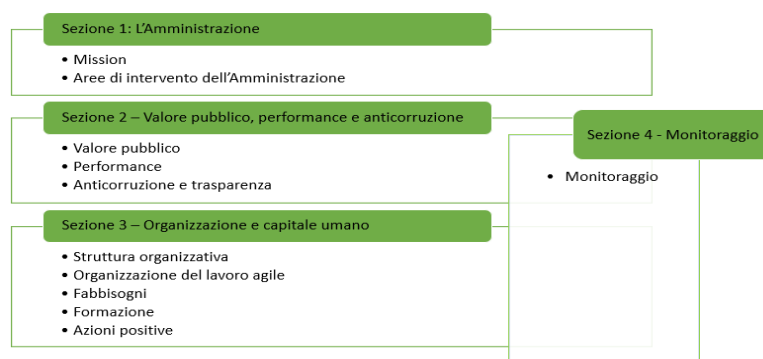 Sezione 1: L’Amministrazione
• Mission
• Aree di intervento dell’Amministrazione
Sezione 2 – Valore pubblico, performance e anticorruzione
• Valore pubblico
• Performance
• Anticorruzione e trasparenza
Sezione 3 – Organizzazione e capitale umano
• Struttura organizzativa
• Organizzazione del lavoro agile
• Fabbisogni
• Formazione
• Azioni positive
Sezione 4 - Monitoraggio
• Monitoraggio